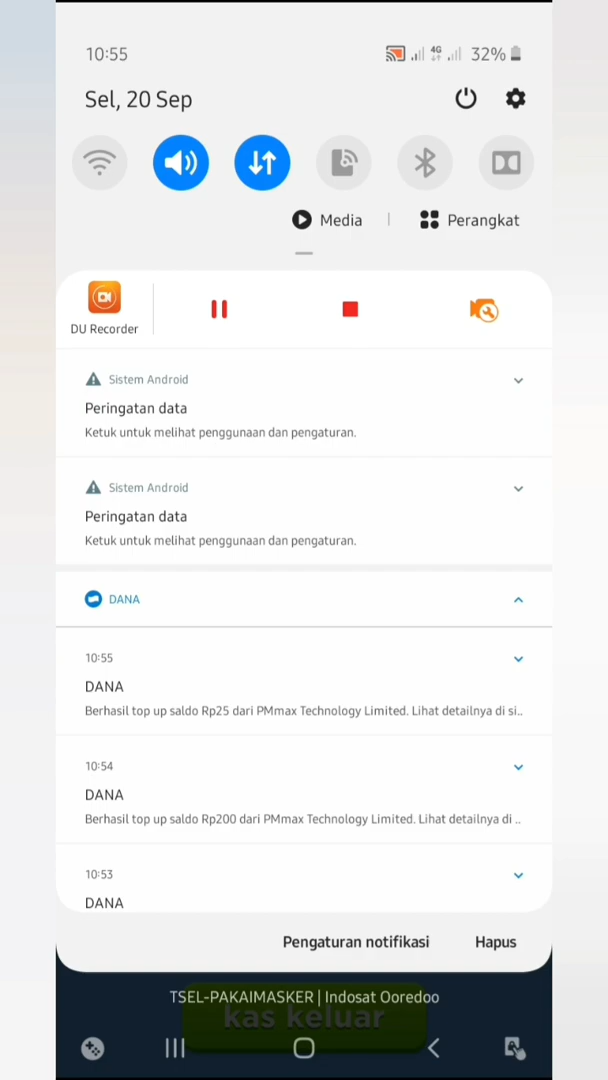 10:55
4G
32%
Sel, 20 Sep
Media | Perangkat
DU Recorder
Sistem Android
Peringatan data
Ketuk untuk melihat penggunaan dan pengaturan.
Sistem Android
Peringatan data
Ketuk untuk melihat penggunaan dan pengaturan.
DANA
10:55
DANA
Berhasil top up saldo Rp25 dari PMmax Technology Limited. Lihat detailnya di si..
10:54
DANA
Berhasil top up saldo Rp200 dari PMmax Technology Limited. Lihat detailnya di ..
10:53
DANA
Pengaturan notifikasi
Hapus
TSEL-PAKAIMASKER | Indosat Ooredoo
kas keluar